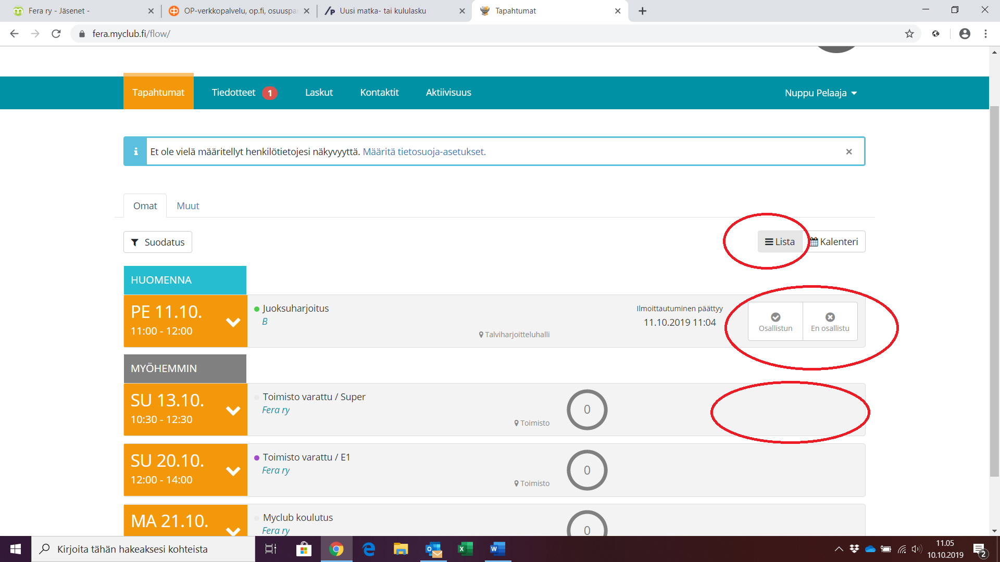 Fera ry - Jäsenet -
OP-verkkopalvelu, op.fi, osuuspa
Uusi matka- tai kululasku
Tapahtumat
fera.myclub.fi/flow/
Tapahtumat
Tiedotteet 1
Laskut
Kontaktit
Aktiivisuus
Nuppu Pelaaja
Et ole vielä määritellyt henkilötietojesi näkyvyyttä. Määritä tietosuoja-asetukset.
Omat
Muut
Suodatus
Lista
Kalenteri
HUOMENNA
PE 11.10.
11:00 - 12:00
Juoksuharjoitus
B
Talviharjoitteluhalli
Ilmoittautuminen päättyy
11.10.2019 11:04
Osallistun
En osallistu
MYÖHEMMIN
SU 13.10.
10:30 - 12:30
Toimisto varattu / Super
Fera ry
Toimisto
0
SU 20.10.
12:00 - 14:00
Toimisto varattu / E1
Fera ry
Toimisto
0
MA 21.10.
Myclub koulutus
Fera ry
0
Kirjoita tähän hakeaksesi kohteista
11.05
10.10.2019
2